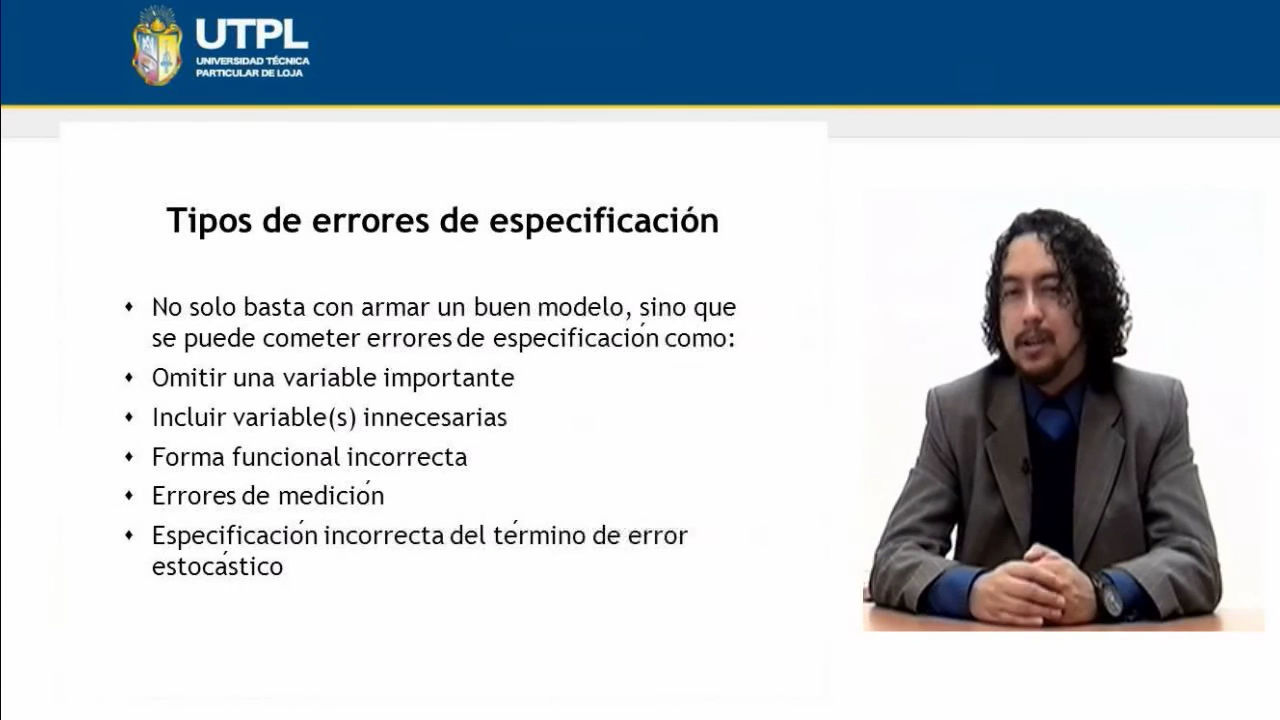 UTPL
UNIVERSIDAD TÉCNICA
PARTICULAR DE LOJA
Tipos de errores de especificación
No solo basta con armar un buen modelo, sino que
se puede cometer errores de especificación como:
Omitir una variable importante
Incluir variable(s) innecesarias
Forma funcional incorrecta
Errores de medición
Especificación incorrecta del término de error
estocástico